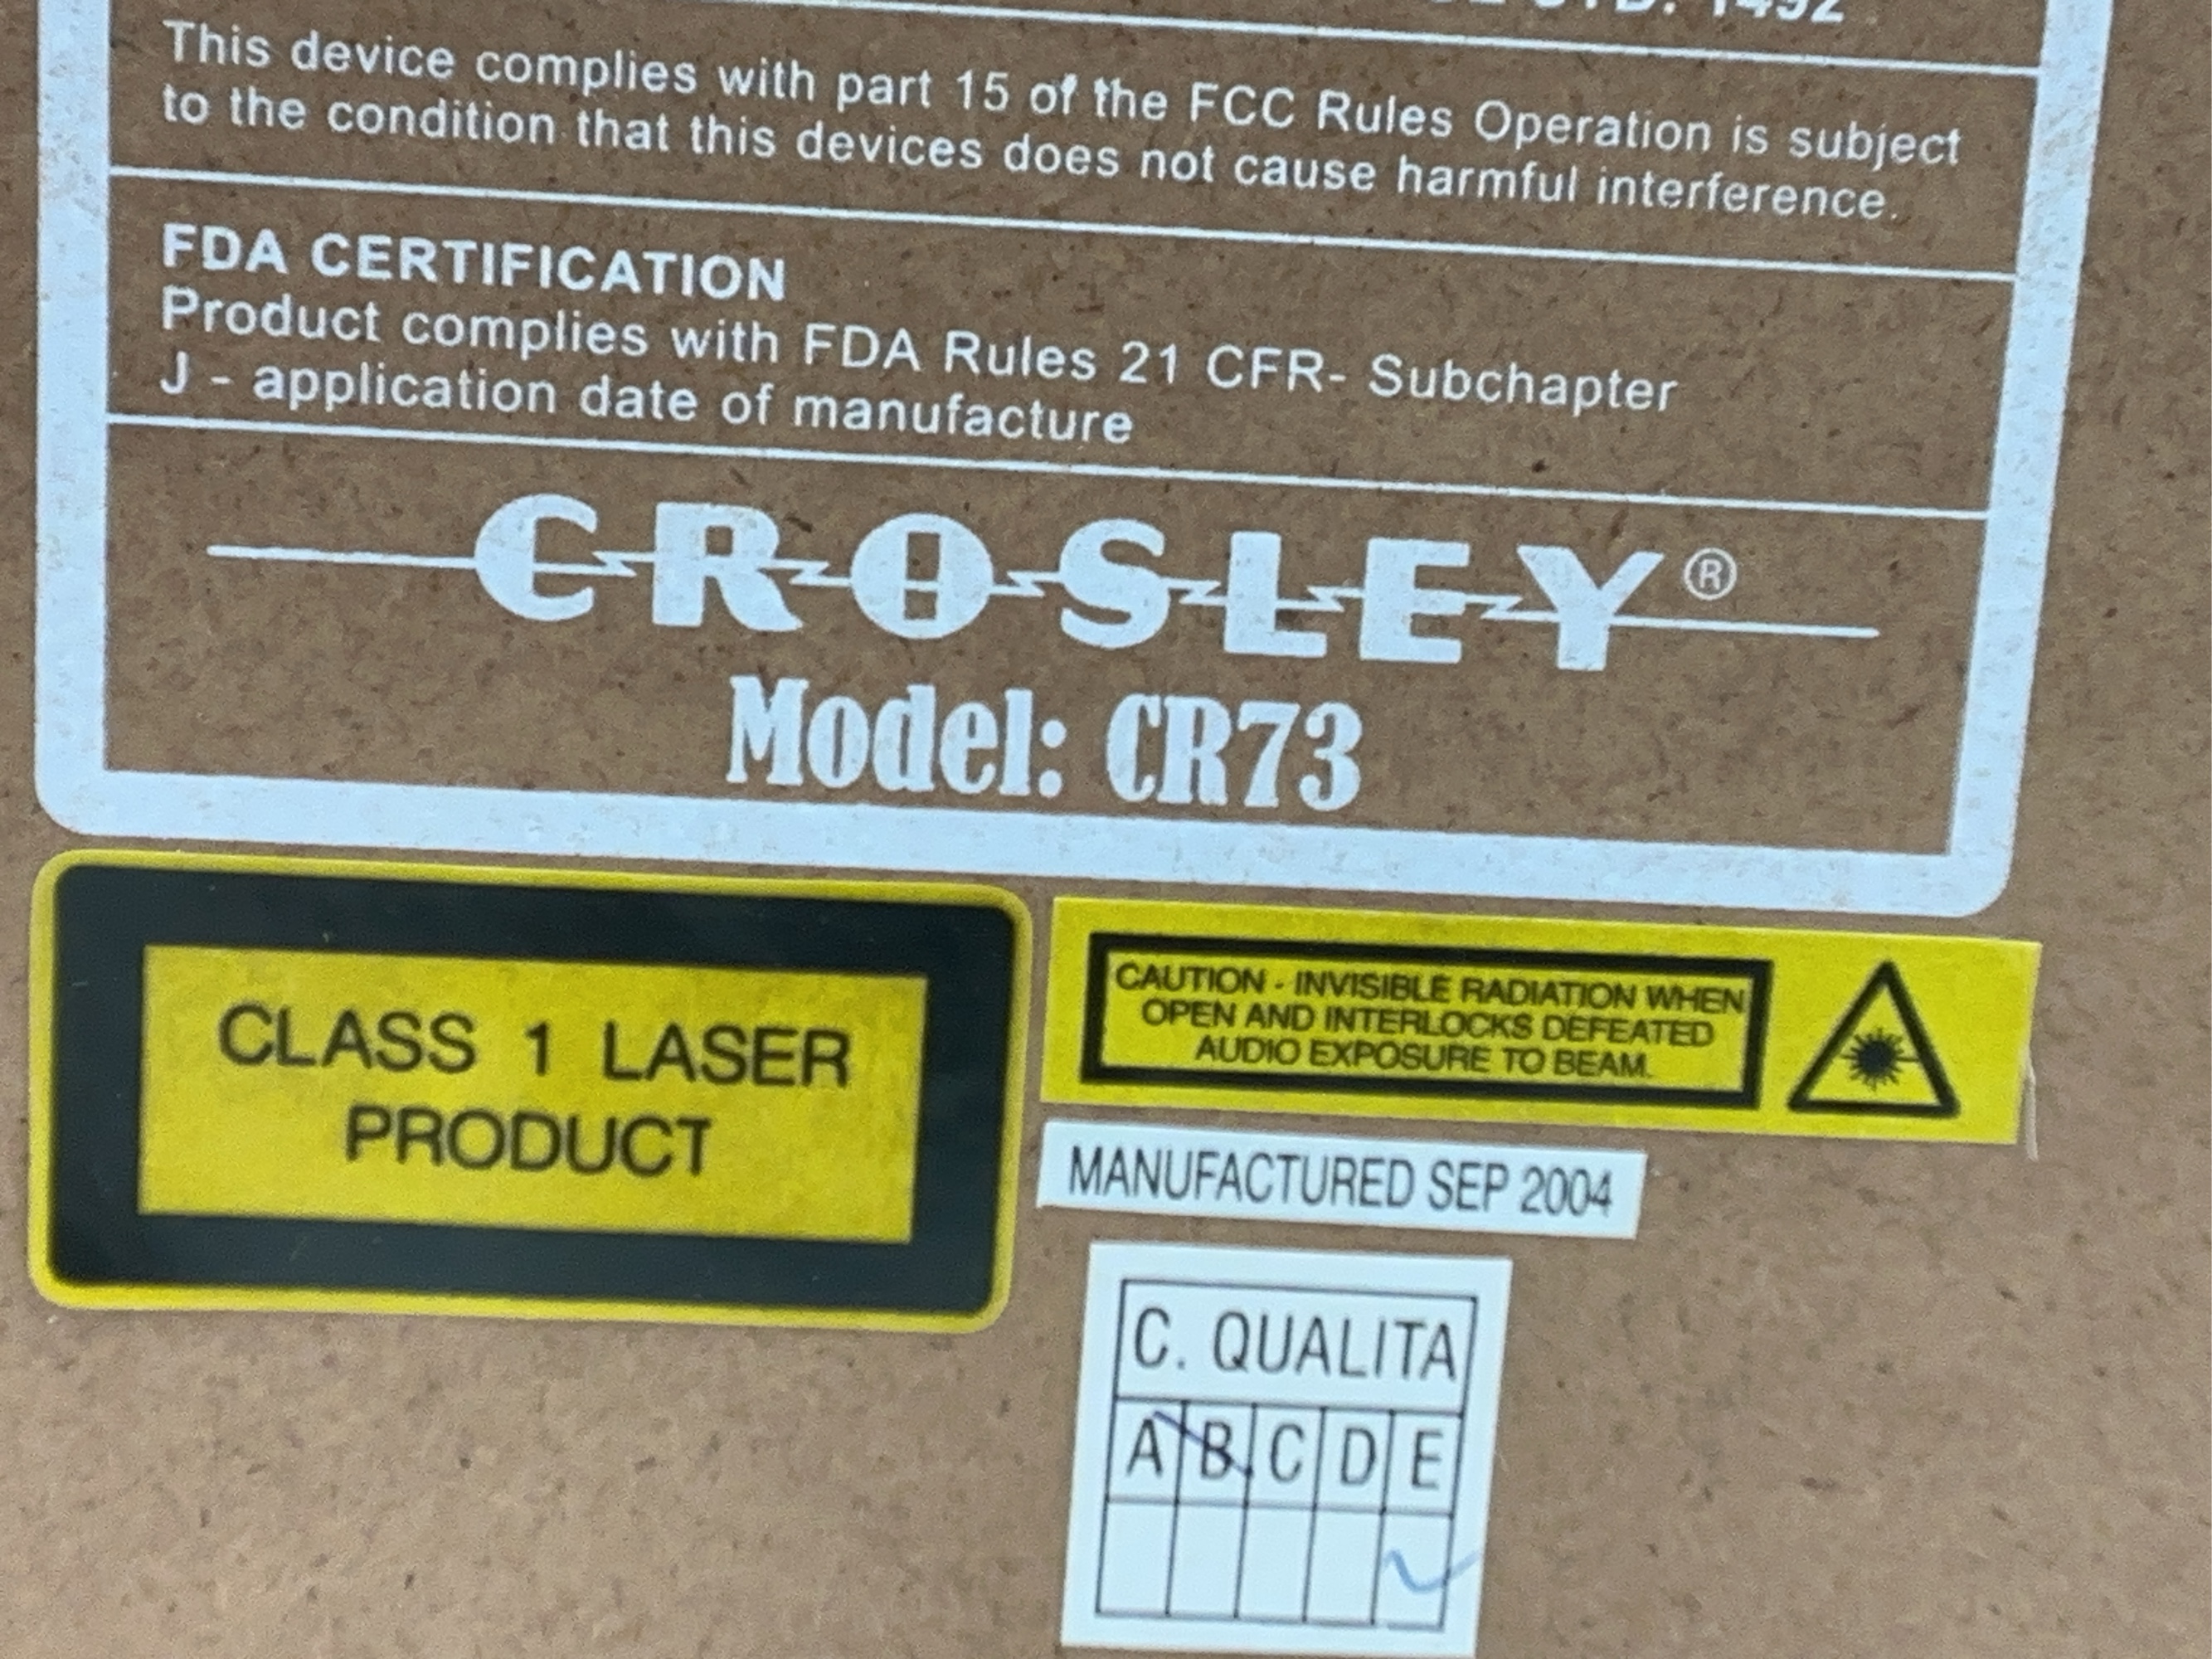 STD. 1492
This device complies with part 15 of the FCC Rules Operation is subject
to the condition that this devices does not cause harmful interference.
FDA CERTIFICATION
Product complies with FDA Rules 21 CFR- Subchapter
J - application date of manufacture
CROSLEY®
Model: CR73
CLASS 1 LASER
PRODUCT
CAUTION - INVISIBLE RADIATION WHEN
OPEN AND INTERLOCKS DEFEATED
AUDIO EXPOSURE TO BEAM.
MANUFACTURED SEP 2004
C. QUALITA
A B C D E